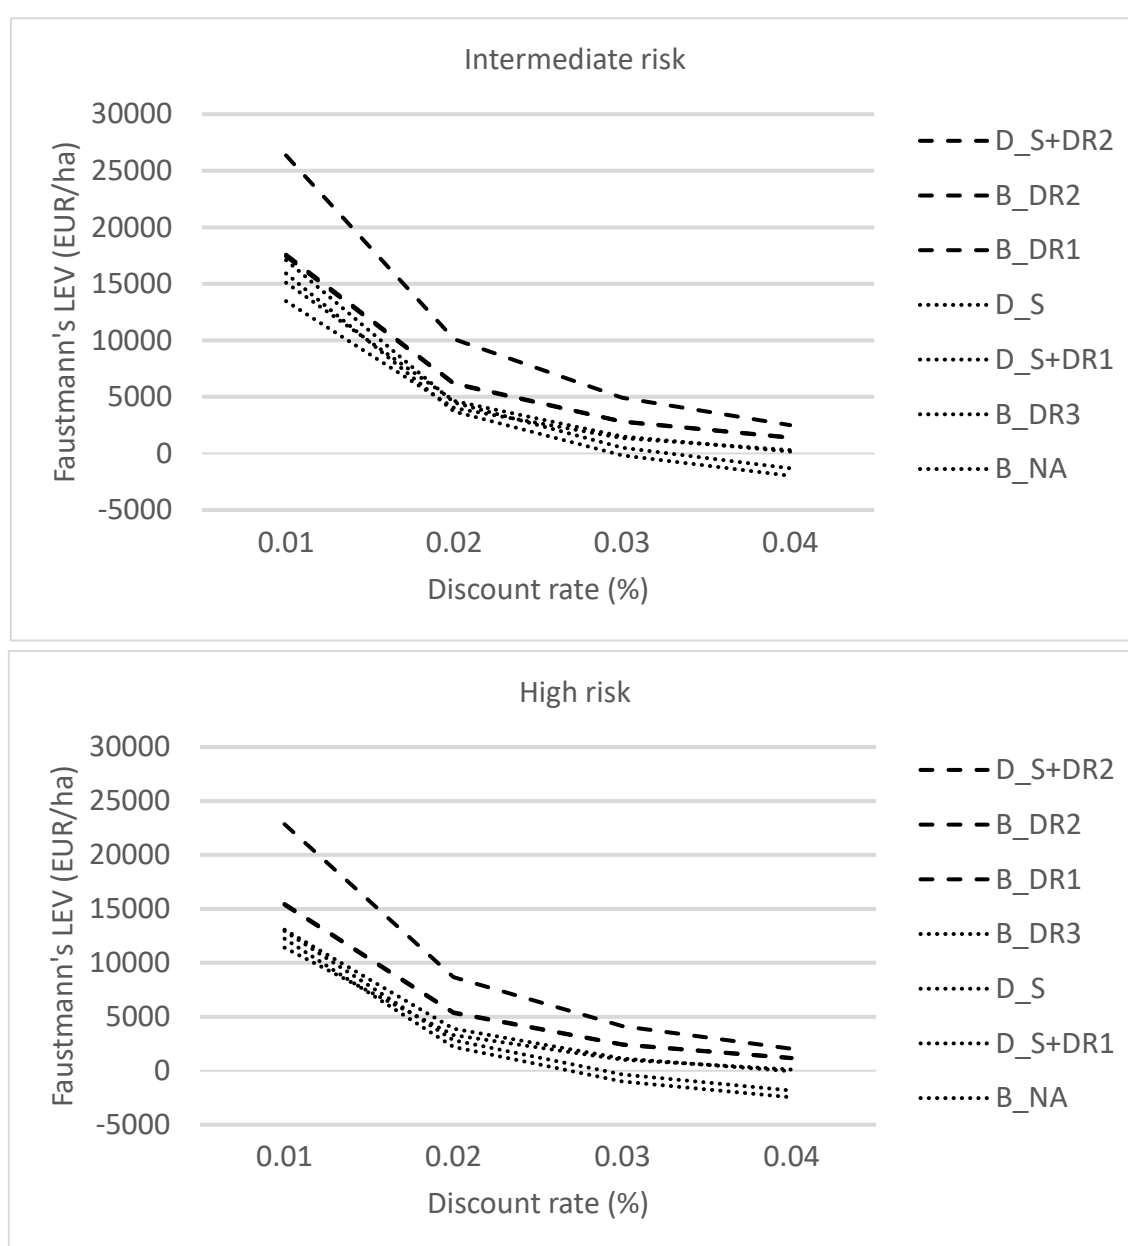 Intermediate risk
Faustmann's LEV (EUR/ha)
30000
25000
20000
15000
10000
5000
0
-5000
0.01 0.02 0.03 0.04
Discount rate (%)
D_S+DR2
B_DR2
B_DR1
D_S
D_S+DR1
B_DR3
B_NA
High risk
Faustmann's LEV (EUR/ha)
30000
25000
20000
15000
10000
5000
0
-5000
0.01 0.02 0.03 0.04
Discount rate (%)
D_S+DR2
B_DR2
B_DR1
B_DR3
D_S
D_S+DR1
B_NA